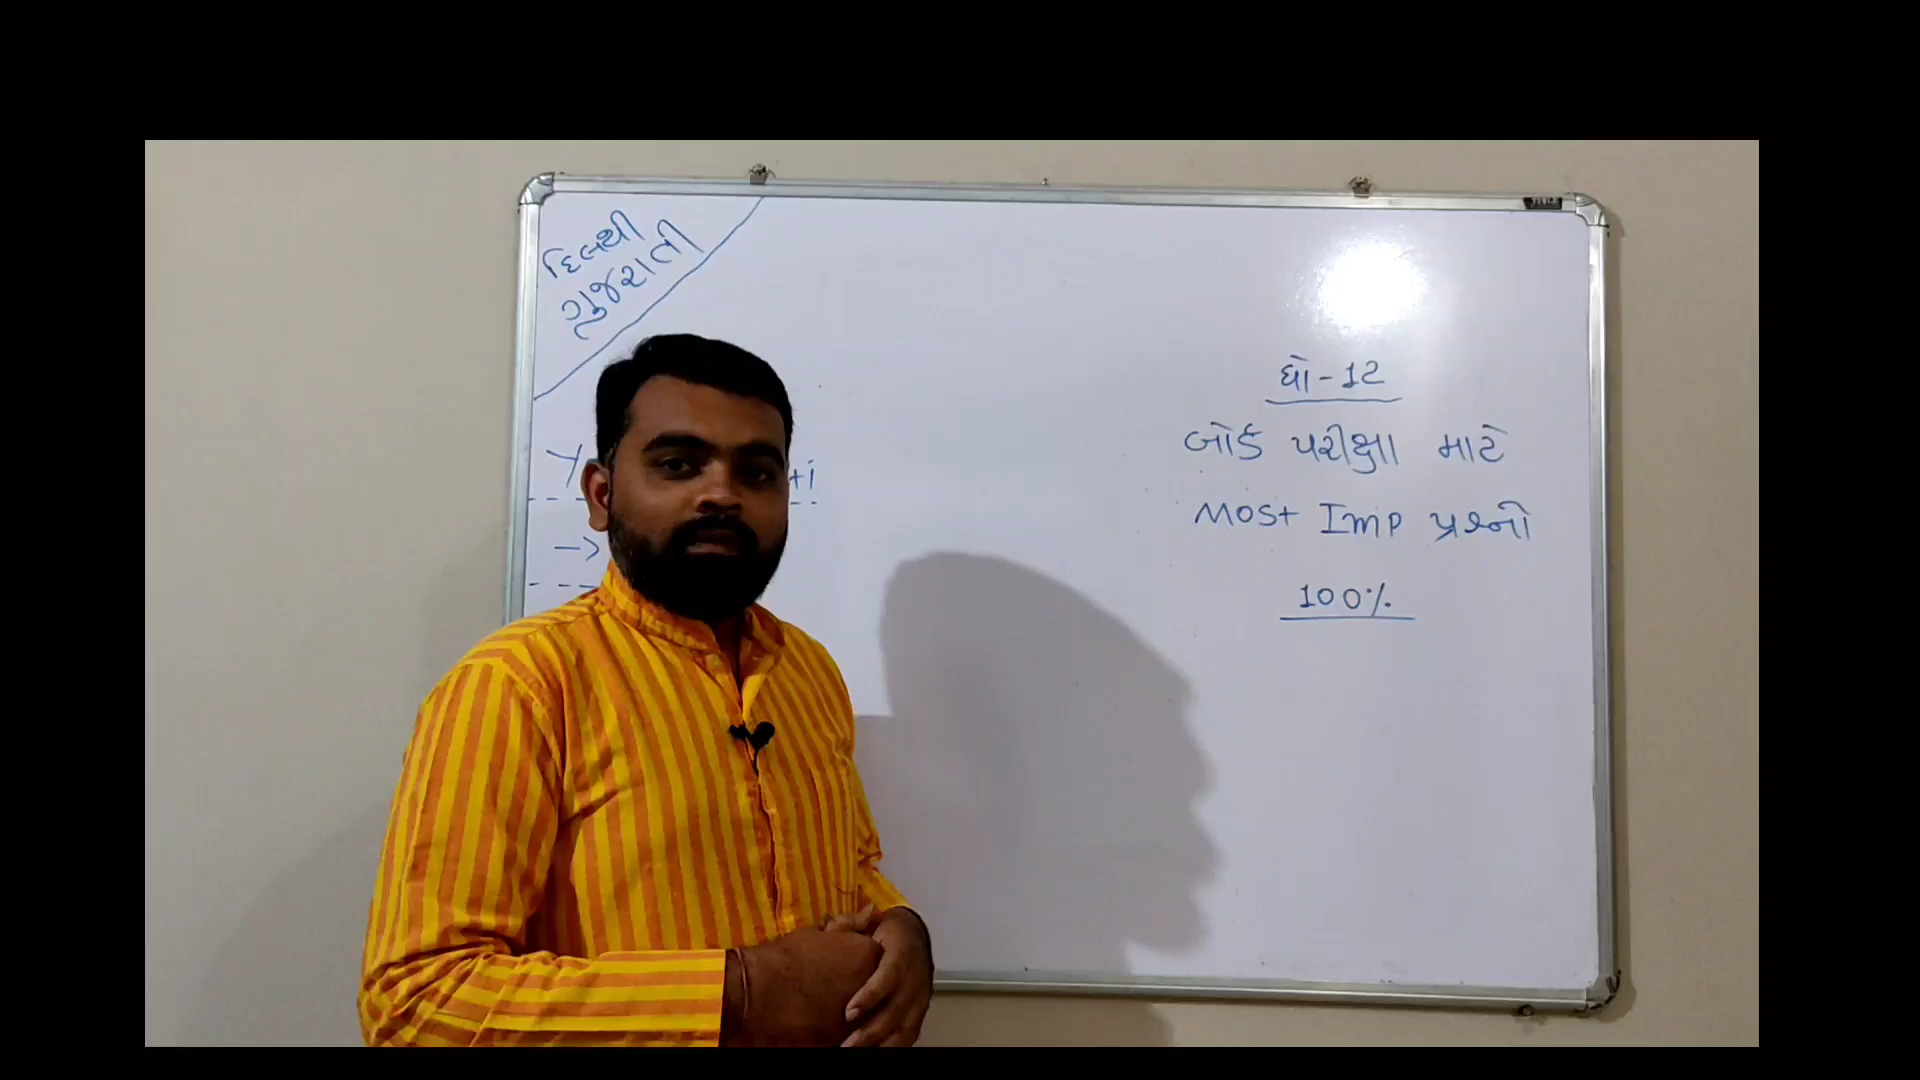 દિલથી
ગુજરાતી
ધો-12
બોર્ડ પરીક્ષા માટે
MOST Imp પ્રશ્નો
100%